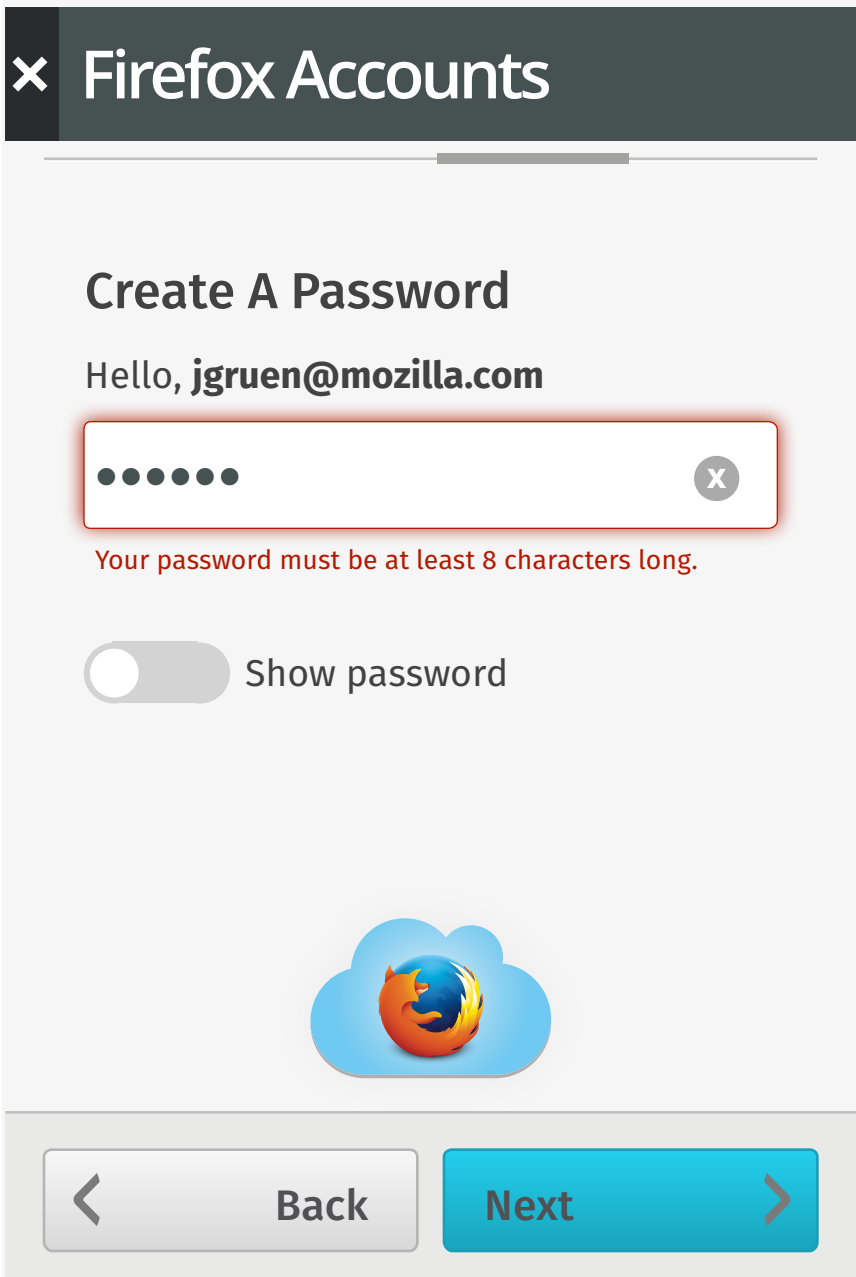 Firefox Accounts
Create A Password
Hello, jgruen@mozilla.com
Your password must be at least 8 characters long.
Show password
Back
Next